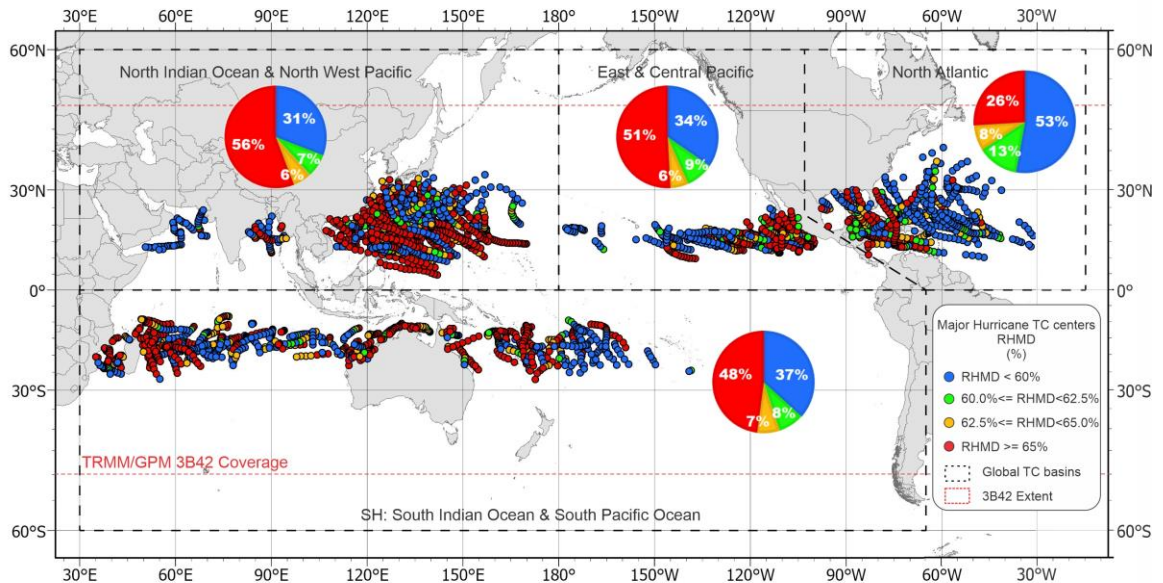 30°E 60°E 90°E 120°E 150°E 180° 150°W 120°W 90°W 60°W 30°W
60°N 60°N
North Indian Ocean & North West Pacific East & Central Pacific North Atlantic
31%
7%
6%
56%
34%
9%
6%
51%
26%
53%
8%
13%
30°N 30°N
0° 0°
Major Hurricane TC centers
RHMD
(%)
RHMD < 60%
60.0%<= RHMD<62.5%
62.5%<= RHMD<65.0%
RHMD >= 65%
Global TC basins
3B42 Extent
48%
37%
8%
7%
30°S 30°S
TRMM/GPM 3B42 Coverage
SH: South Indian Ocean & South Pacific Ocean
60°S 60°S
30°E 60°E 90°E 120°E 150°E 180° 150°W 120°W 90°W 60°W 30°W